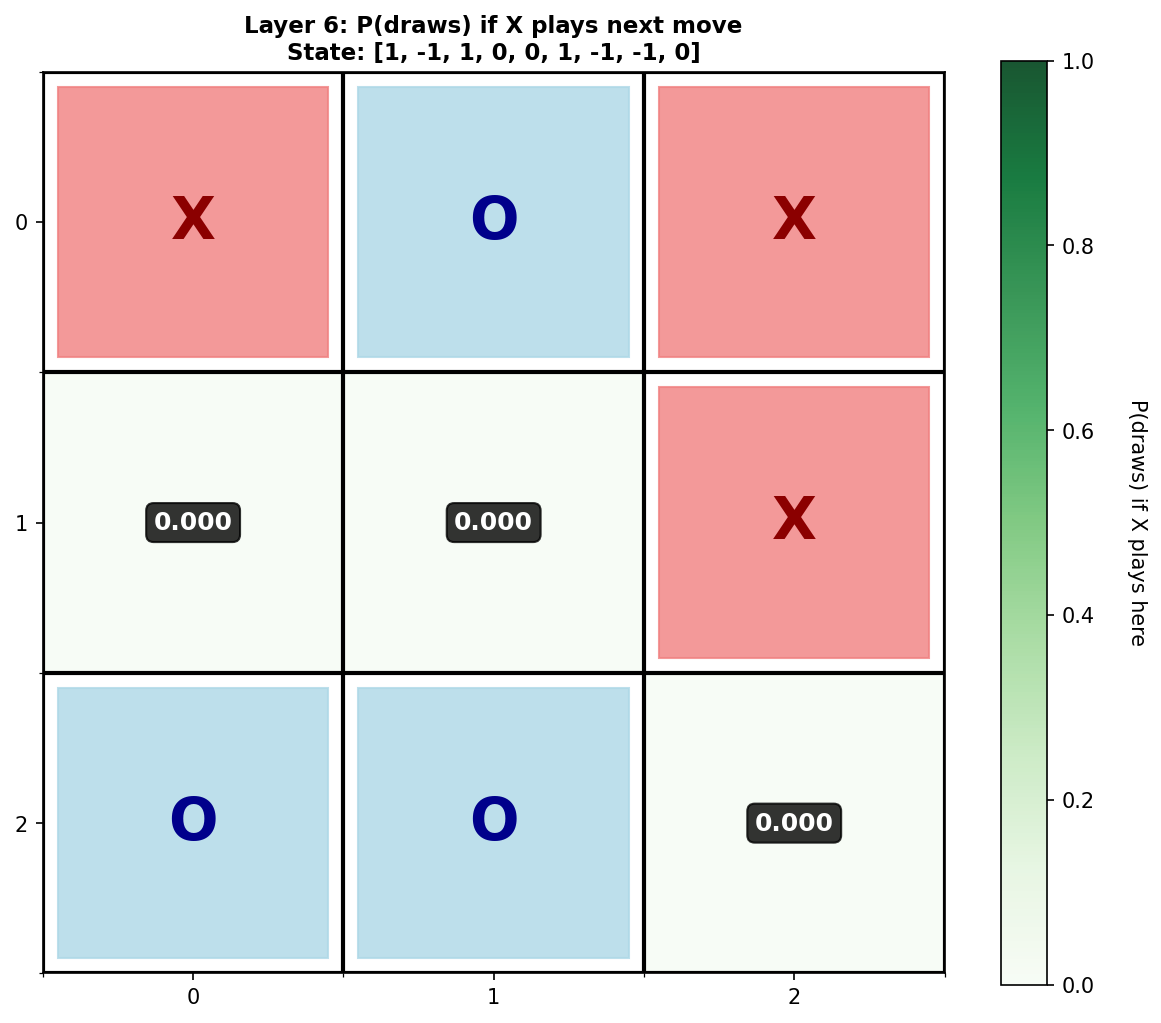 Layer 6: P(draws) if X plays next move
State: [1, -1, 1, 0, 0, 1, -1, -1, 0]
X
O
X
0.000
0.000
X
O
O
0.000
0
1
2
0
1
2
1.0
0.8
0.6
0.4
0.2
0.0
P(draws) if X plays here